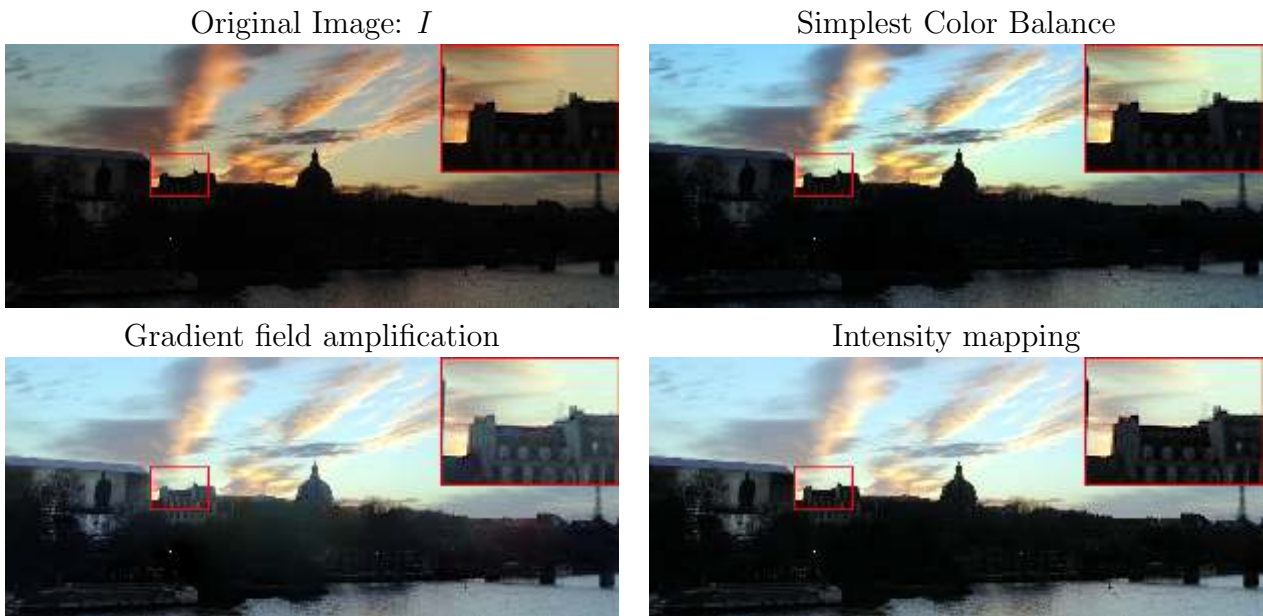 Original Image: I
Simplest Color Balance
Gradient field amplification
Intensity mapping